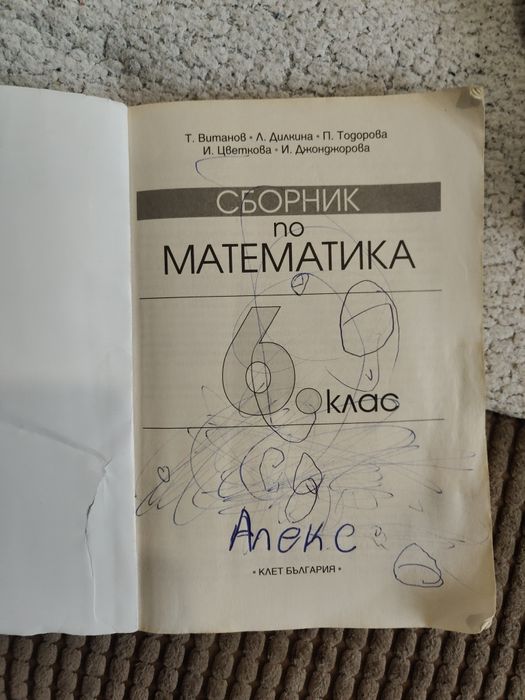 Т. Витанов • Л. Дилкина • П. Тодорова
И. Цветкова • И. Джонджорова
СБОРНИК
по
МАТЕМАТИКА
6. клас
Алекс
• КЛЕТ БЪЛГАРИЯ •